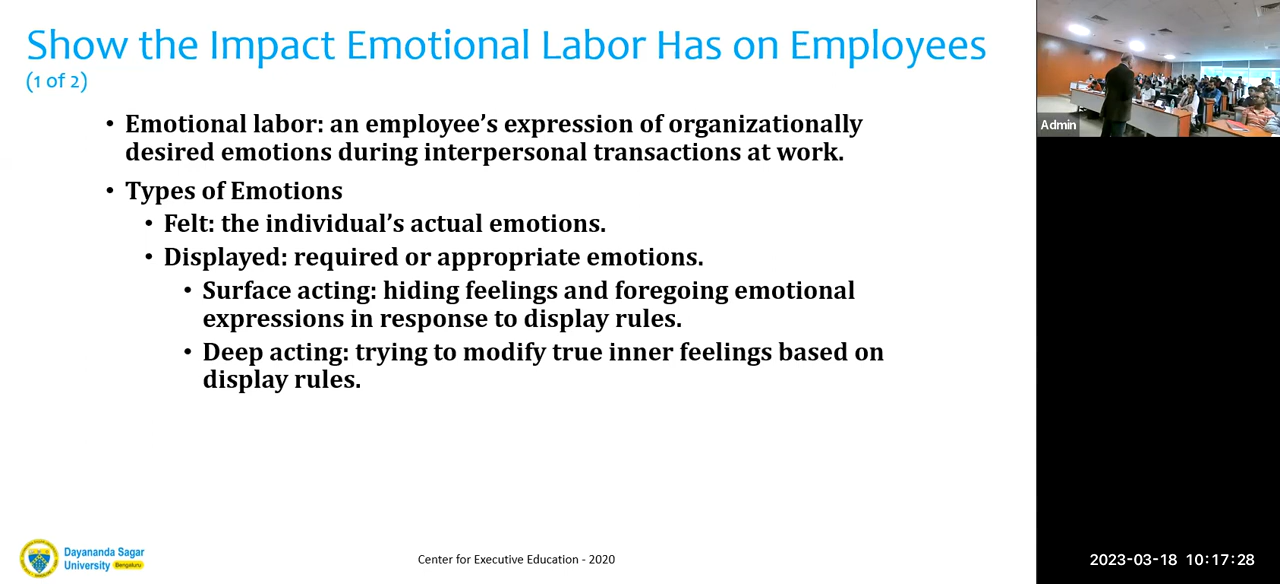 Show the Impact Emotional Labor Has on Employees
(1 of 2)
• Emotional labor: an employee’s expression of organizationally
desired emotions during interpersonal transactions at work.
• Types of Emotions
• Felt: the individual’s actual emotions.
• Displayed: required or appropriate emotions.
• Surface acting: hiding feelings and foregoing emotional
expressions in response to display rules.
• Deep acting: trying to modify true inner feelings based on
display rules.
Admin
Dayananda Sagar
University Bengaluru
Center for Executive Education - 2020
2023-03-18 10:17:28